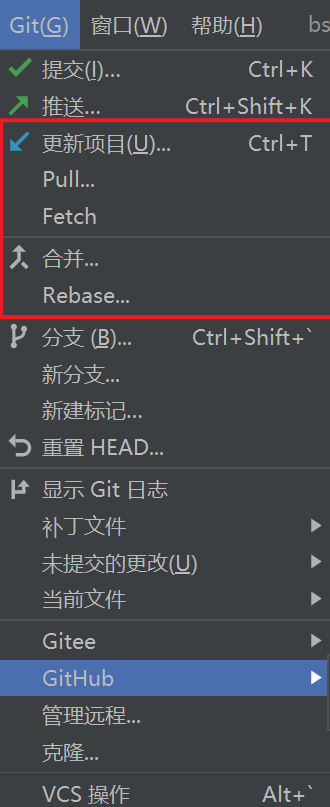 Git(G) 窗口(W) 帮助(H) bs
提交(I)... Ctrl+K
推送... Ctrl+Shift+K
更新项目(U)... Ctrl+T
Pull...
Fetch
合并...
Rebase...
分支 (B)... Ctrl+Shift+`
新分支...
新建标记...
重置 HEAD...
显示 Git 日志
补丁文件
未提交的更改(U)
当前文件
Gitee
GitHub
管理远程...
克隆...
VCS 操作 Alt+`